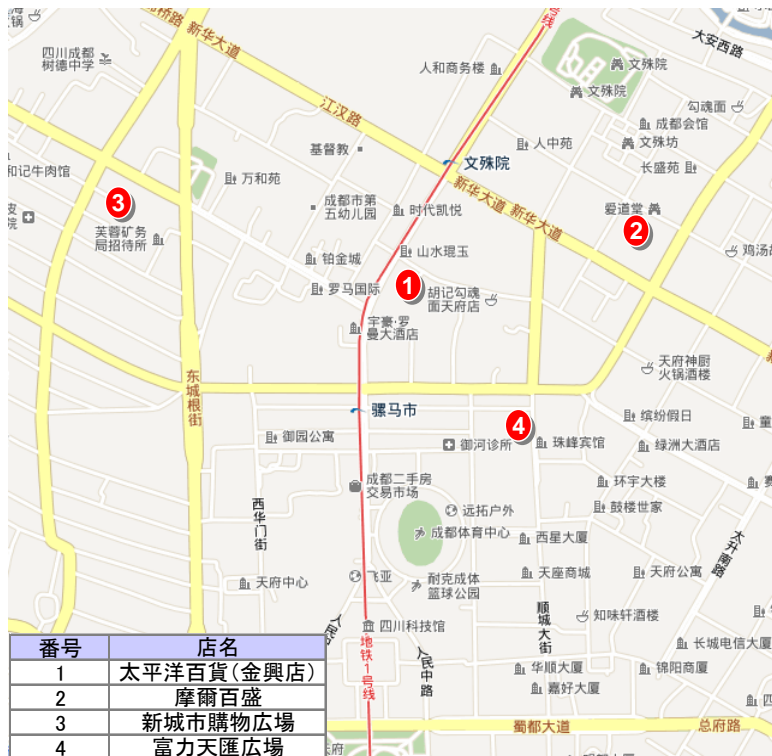 新华大道
大安西路
四川成都
树德中学
江汉路
人和商务楼
文殊院
文殊院
勾魂面
成都会馆
人中苑
文殊坊
长盛苑
基督教
文殊院
和记牛肉馆
万和苑
新华大道
新华大道
3
成都市第
五幼儿园
时代凯悦
爱道堂
2
芙蓉矿务
局招待所
山水琨玉
鸡汤
铂金城
1
罗马国际
胡记勾魂
面天府店
宇豪·罗
曼大酒店
天府神厨
火锅酒楼
东城根街
骡马市
缤纷假日
4
御园公寓
御河诊所
珠峰宾馆
绿洲大酒店
成都二手房
交易市场
环宇大楼
西华门街
远拓户外
鼓楼世家
成都体育中心
西星大厦
太升南路
天府中心
飞亚
耐克成体
篮球公园
天座商城
天府公寓
顺城大街
知味轩酒楼
四川科技馆
人民中路
地铁1号线
长城电信大厦
华顺大厦
锦阳商厦
嘉好大厦
蜀都大道
总府路
番号 店名
1 太平洋百貨(金興店)
2 摩爾百盛
3 新城市購物広場
4 富力天匯広場